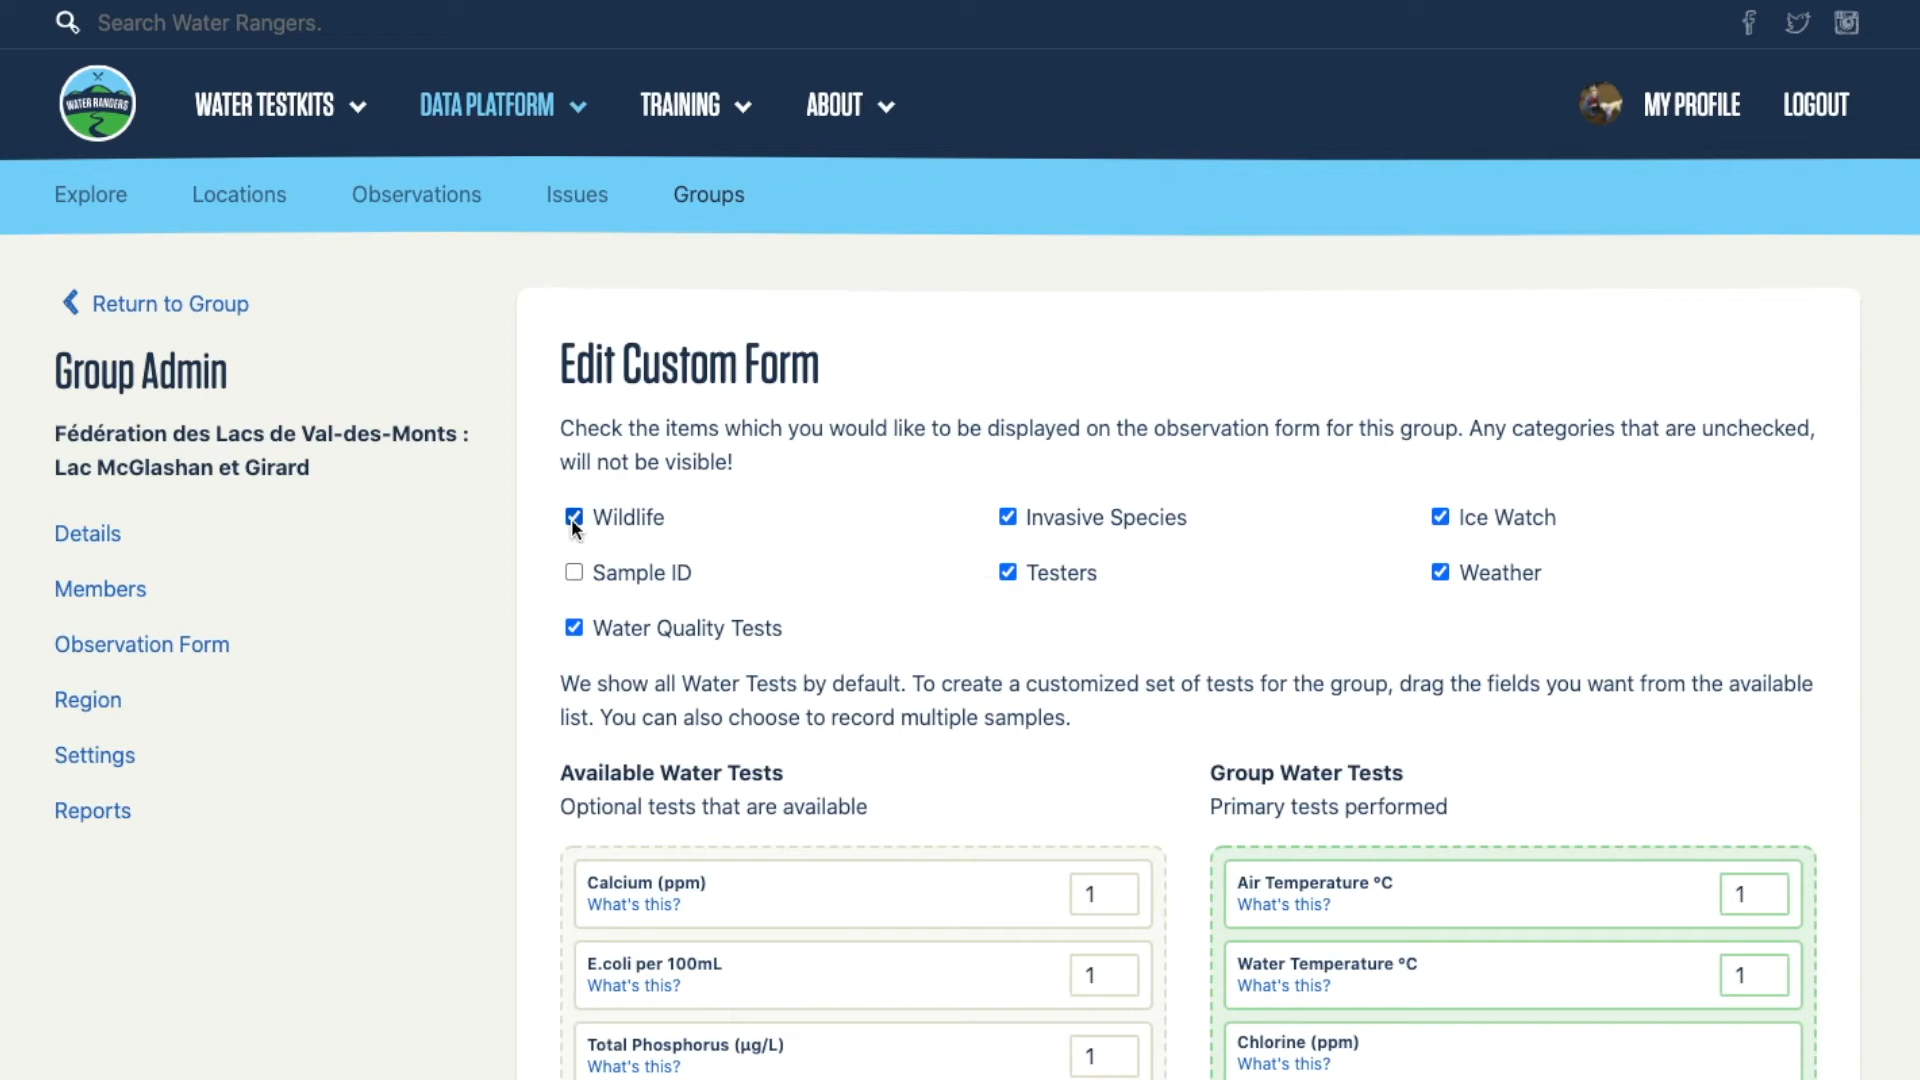 Search Water Rangers.
WATER RANGERS
WATER TESTKITS
DATA PLATFORM
TRAINING
ABOUT
MY PROFILE
LOGOUT
Explore
Locations
Observations
Issues
Groups
Return to Group
Group Admin
Fédération des Lacs de Val-des-Monts :
Lac McGlashan et Girard
Details
Members
Observation Form
Region
Settings
Reports
Edit Custom Form
Check the items which you would like to be displayed on the observation form for this group. Any categories that are unchecked,
will not be visible!
Wildlife
Invasive Species
Ice Watch
Sample ID
Testers
Weather
Water Quality Tests
We show all Water Tests by default. To create a customized set of tests for the group, drag the fields you want from the available
list. You can also choose to record multiple samples.
Available Water Tests
Optional tests that are available
Calcium (ppm)
What's this?
1
E.coli per 100mL
What's this?
1
Total Phosphorus (µg/L)
What's this?
1
Group Water Tests
Primary tests performed
Air Temperature °C
What's this?
1
Water Temperature °C
What's this?
1
Chlorine (ppm)
What's this?